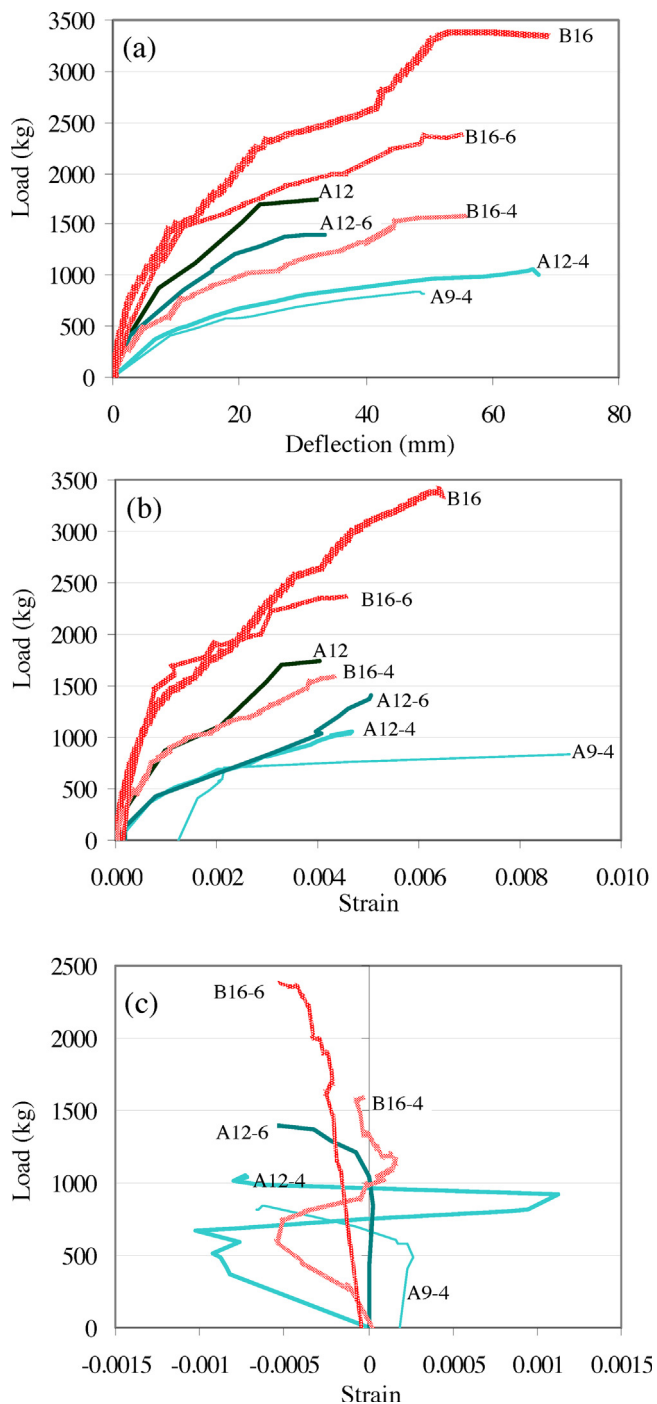 (a)
3500
3000
2500
2000
1500
1000
500
0
Load (kg)
B16
B16-6
A12
B16-4
A12-6
A12-4
A9-4
0 20 40 60 80
Deflection (mm)
(b)
3500
3000
2500
2000
1500
1000
500
0
Load (kg)
B16
B16-6
A12
B16-4
A12-6
A12-4
A9-4
0.000 0.002 0.004 0.006 0.008 0.010
Strain
(c)
2500
2000
1500
1000
500
0
Load (kg)
B16-6
B16-4
A12-6
A12-4
A9-4
-0.0015 -0.001 -0.0005 0 0.0005 0.001 0.0015
Strain